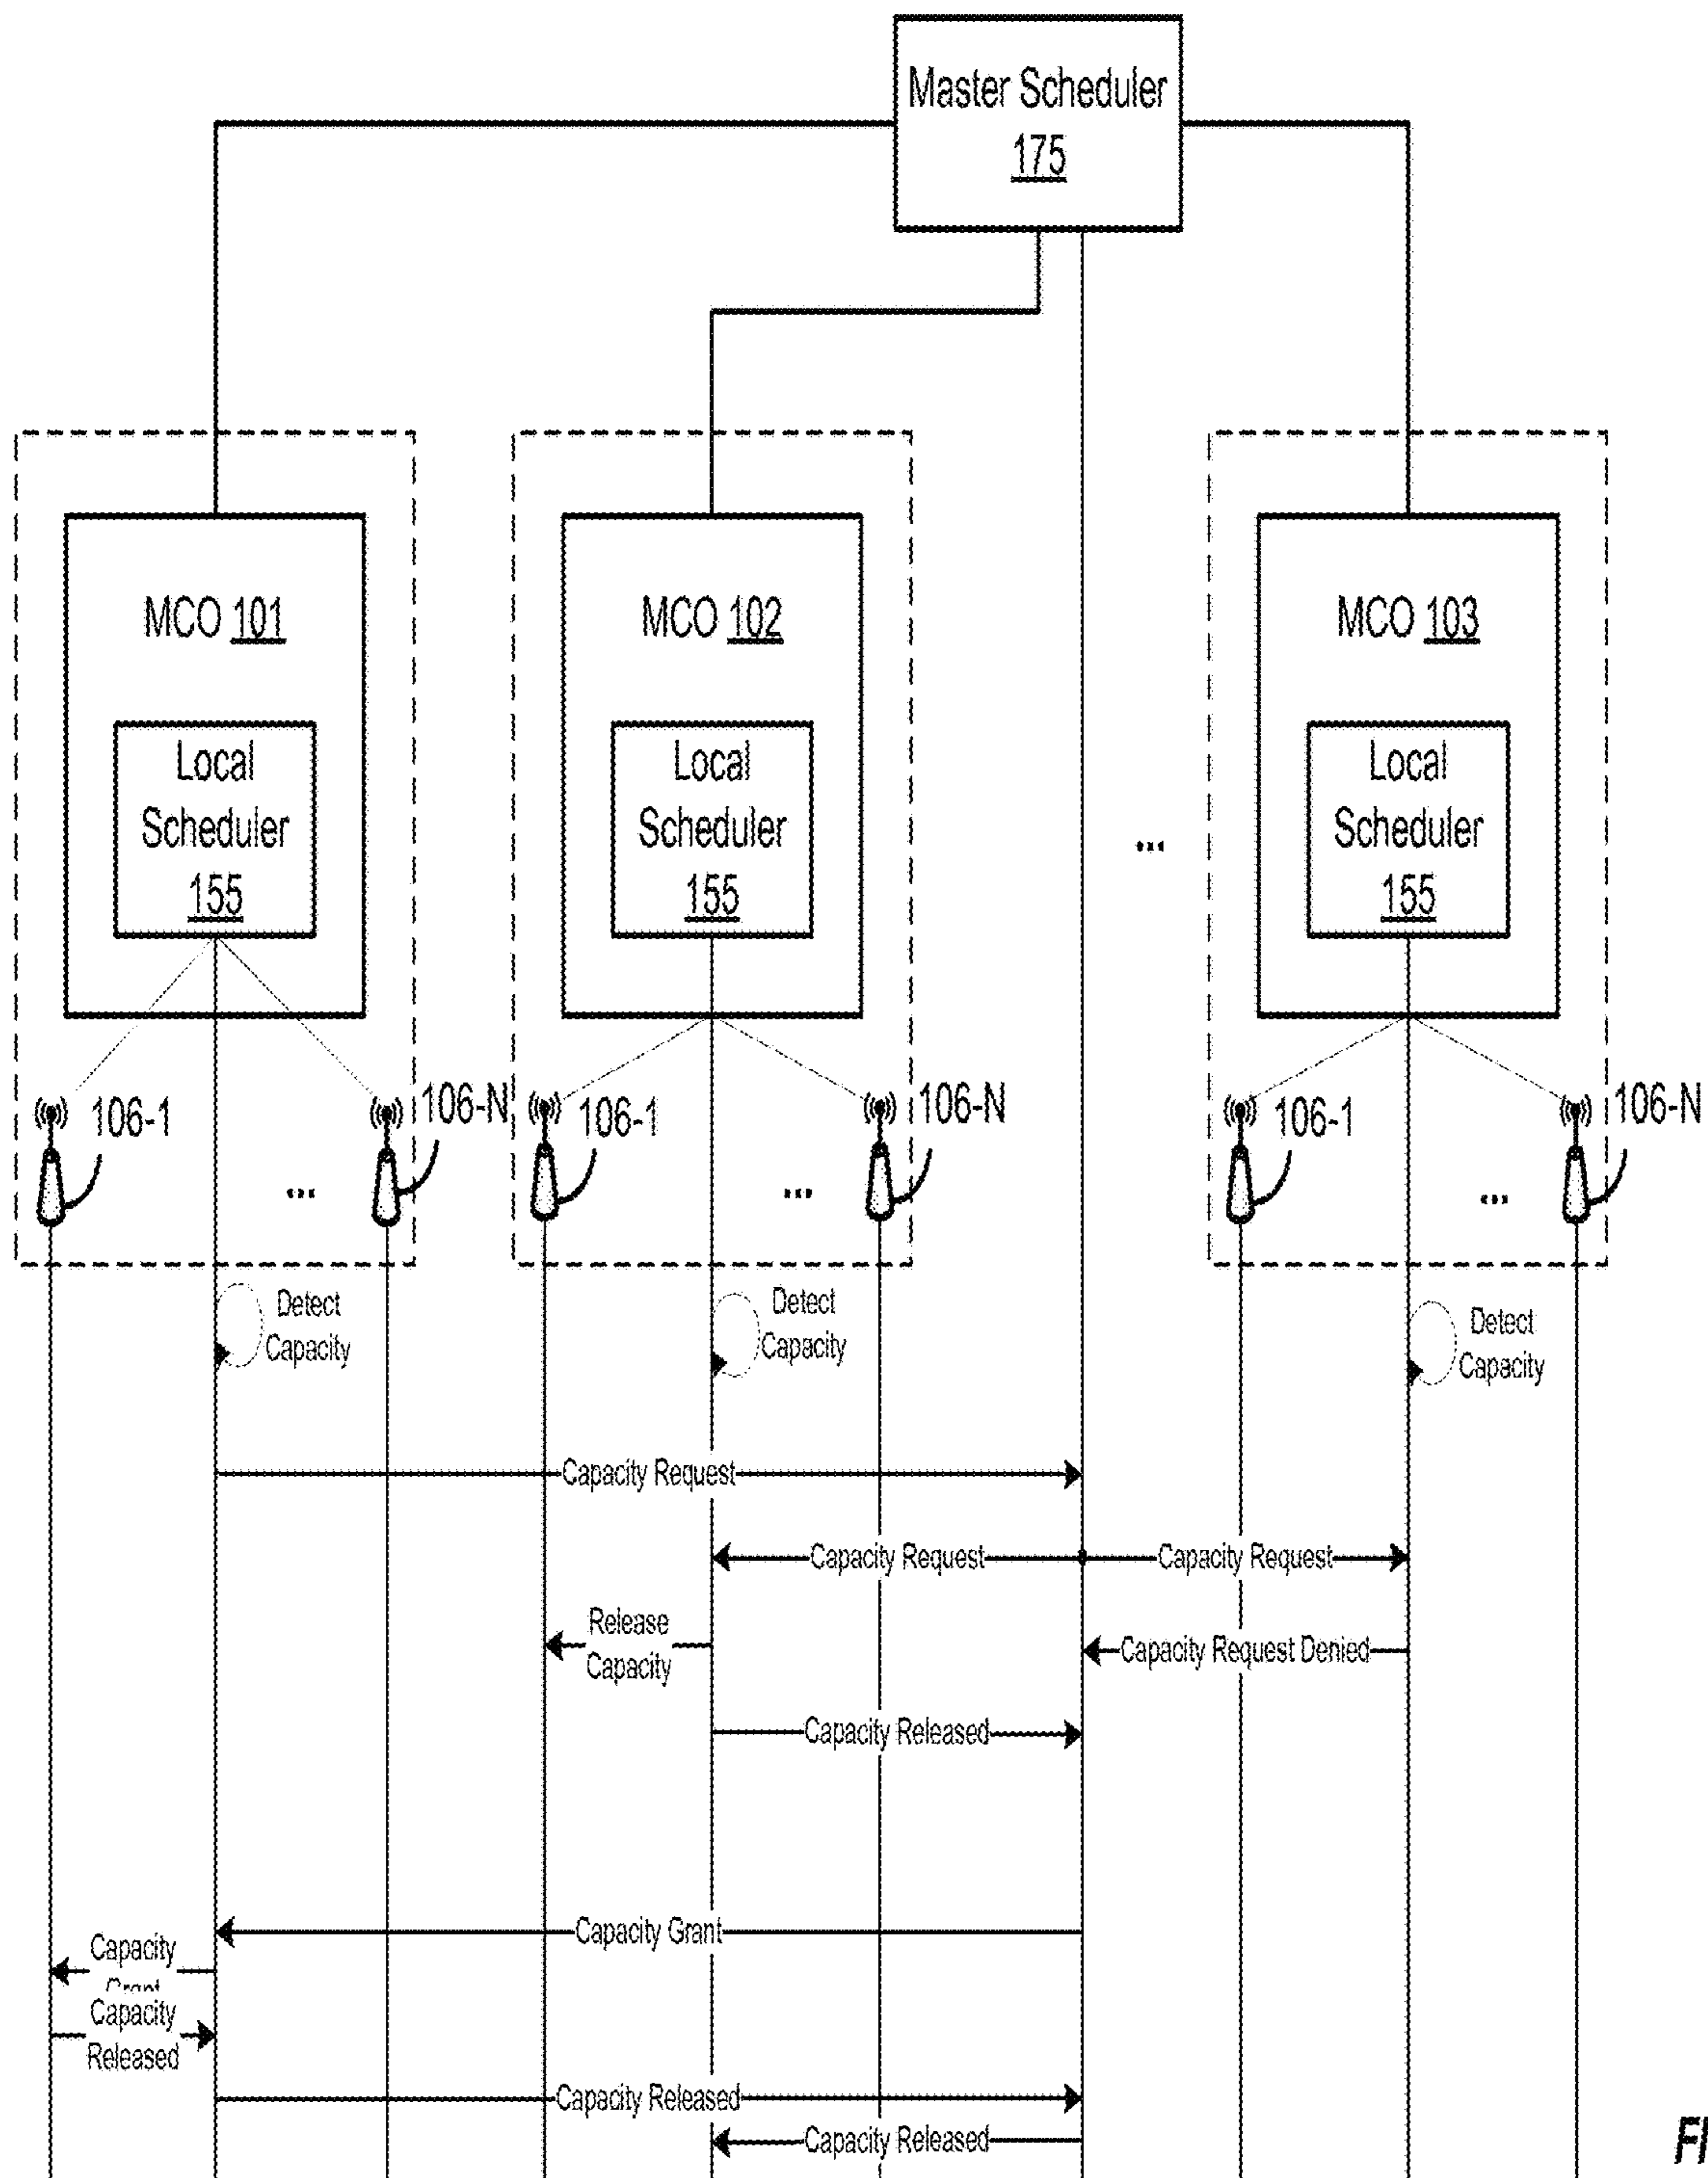 Master Scheduler
175
MCO 101
MCO 102
MCO 103
Local
Scheduler
155
Local
Scheduler
155
...
Local
Scheduler
155
106-1
...
106-N
106-1
...
106-N
106-1
...
106-N
Detect
Capacity
Detect
Capacity
Detect
Capacity
Capacity Request
Capacity Request
Capacity Request
Release
Capacity
Capacity Request Denied
Capacity Released
Capacity Grant
Capacity
Grant
Capacity
Released
Capacity Released
Capacity Released